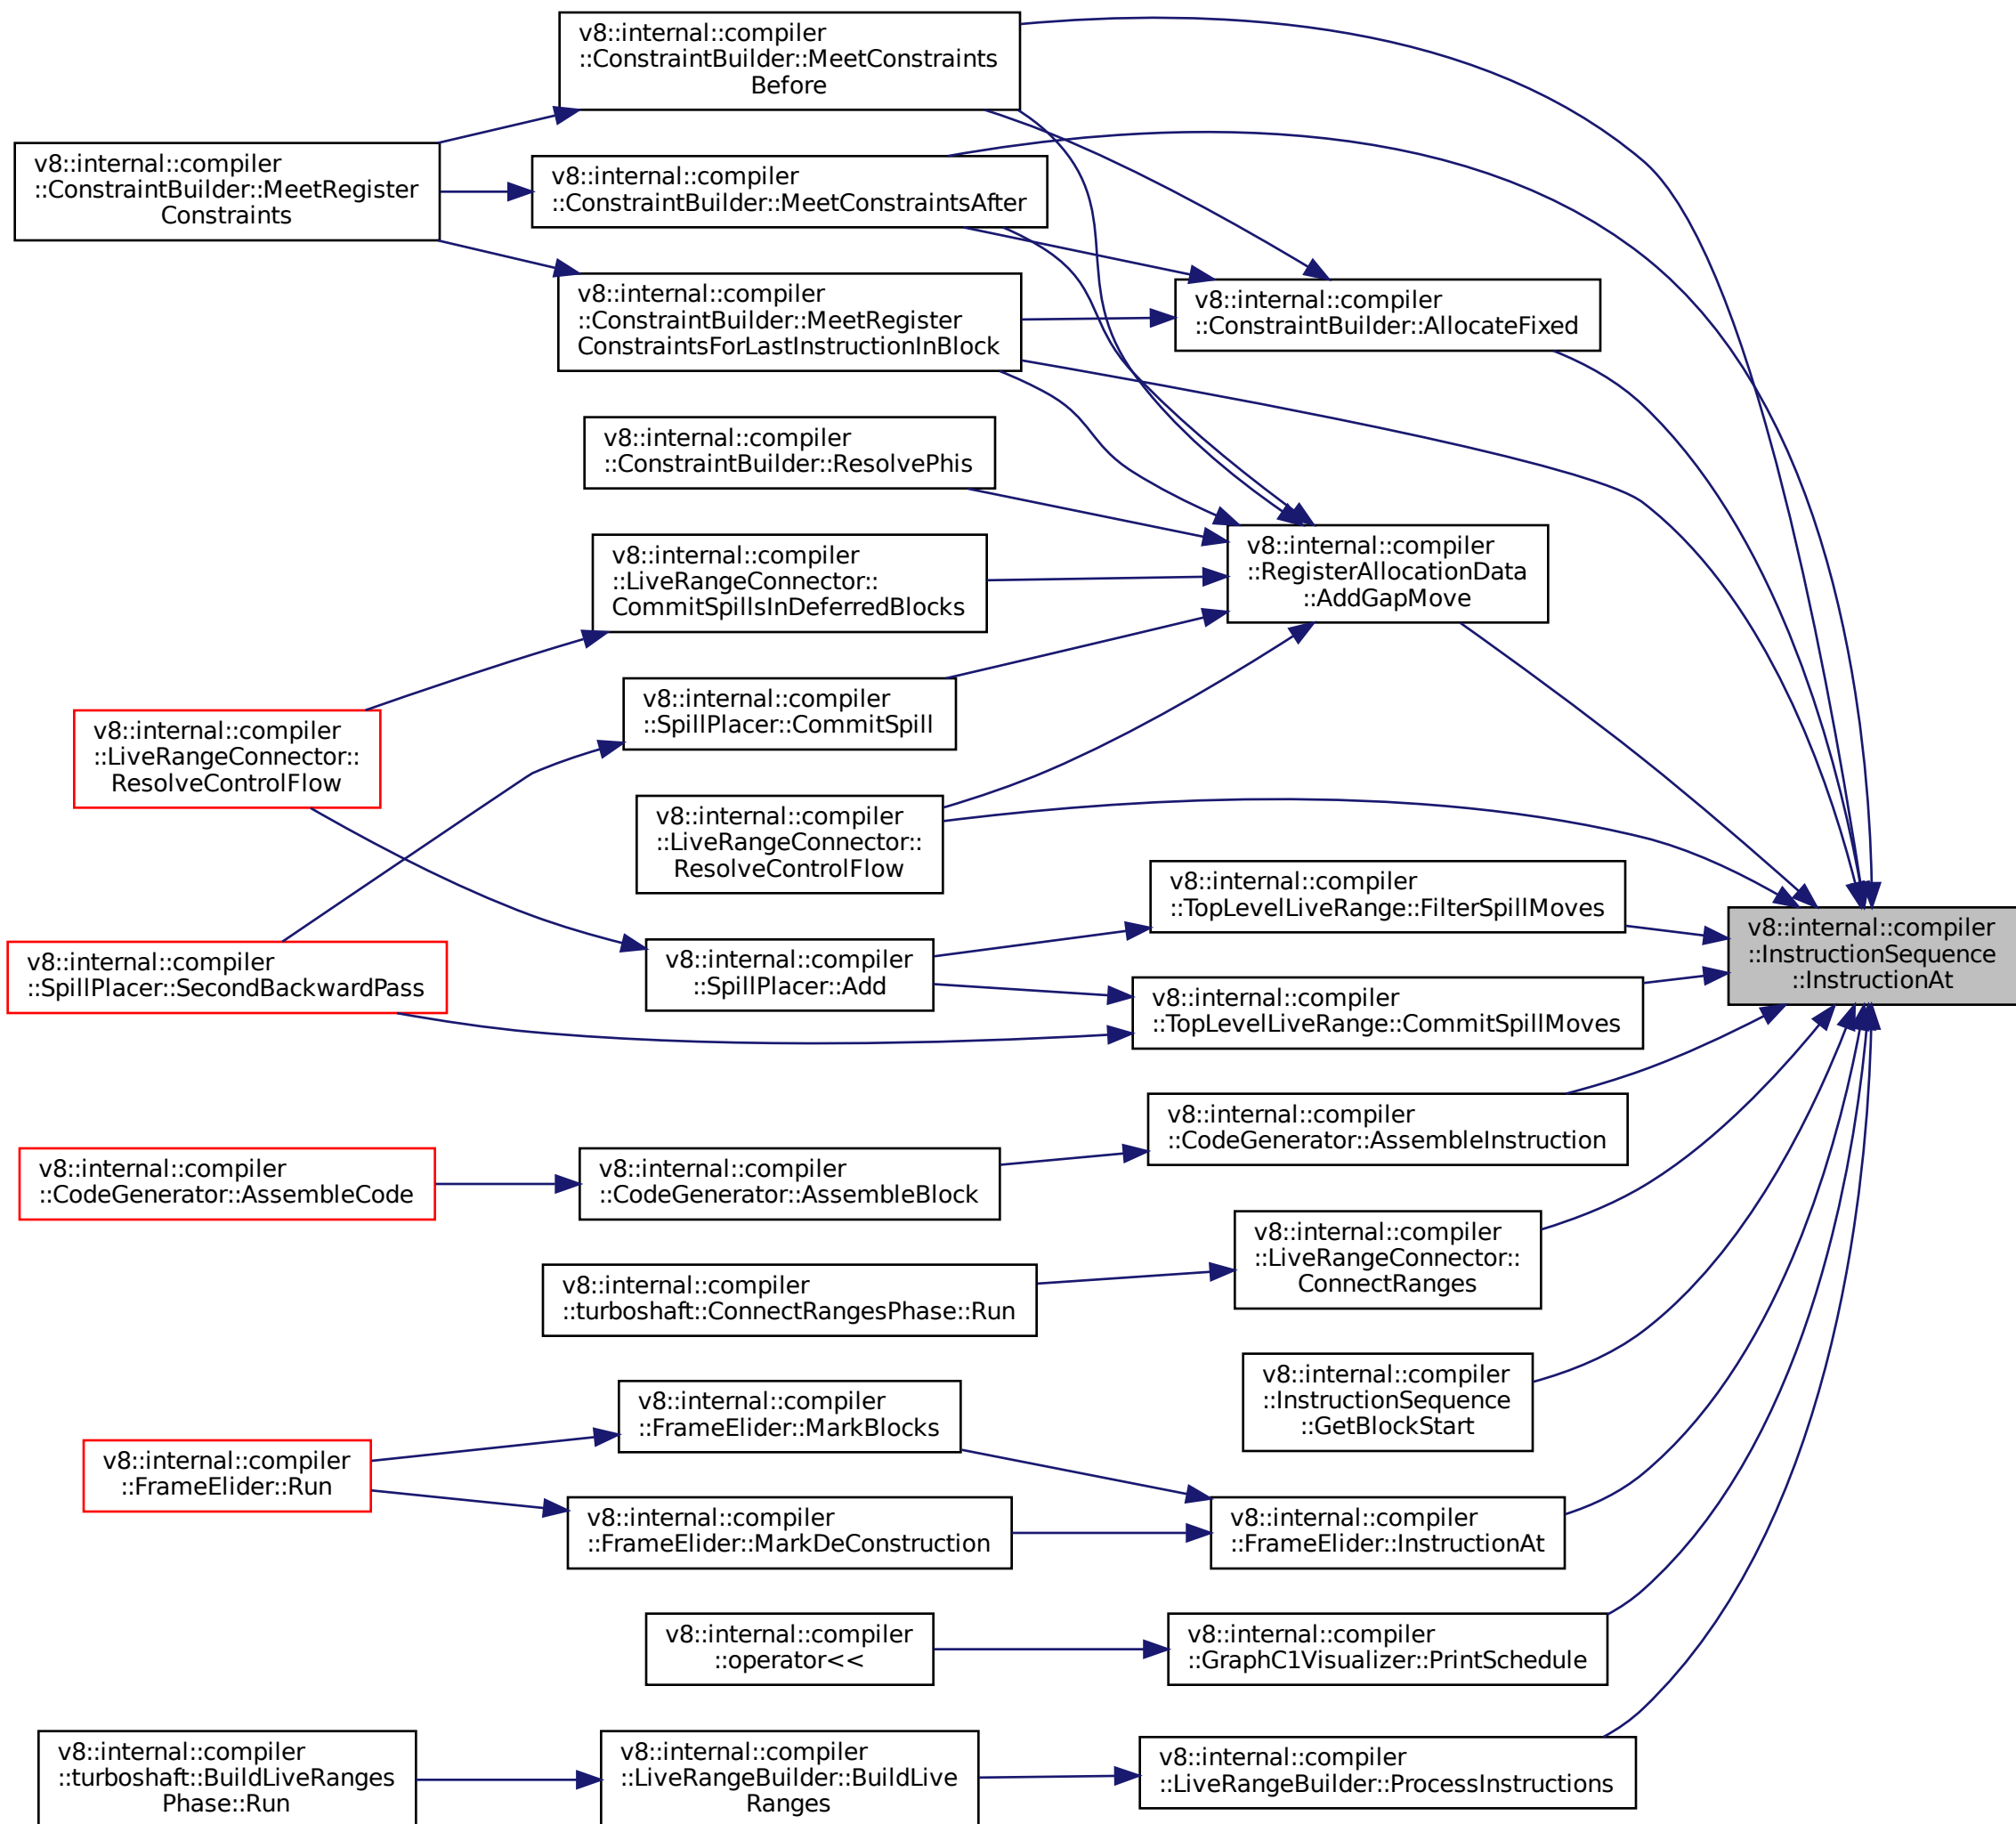 v8::internal::compiler
::ConstraintBuilder::MeetConstraints
Before
v8::internal::compiler
::ConstraintBuilder::MeetRegister
Constraints
v8::internal::compiler
::ConstraintBuilder::MeetConstraintsAfter
v8::internal::compiler
::ConstraintBuilder::MeetRegister
ConstraintsForLastInstructionInBlock
v8::internal::compiler
::ConstraintBuilder::AllocateFixed
v8::internal::compiler
::ConstraintBuilder::ResolvePhis
v8::internal::compiler
::RegisterAllocationData
::AddGapMove
v8::internal::compiler
::LiveRangeConnector::
CommitSpillsInDeferredBlocks
v8::internal::compiler
::SpillPlacer::CommitSpill
v8::internal::compiler
::LiveRangeConnector::
ResolveControlFlow
v8::internal::compiler
::LiveRangeConnector::
ResolveControlFlow
v8::internal::compiler
::TopLevelLiveRange::FilterSpillMoves
v8::internal::compiler
::InstructionSequence
::InstructionAt
v8::internal::compiler
::SpillPlacer::SecondBackwardPass
v8::internal::compiler
::SpillPlacer::Add
v8::internal::compiler
::TopLevelLiveRange::CommitSpillMoves
v8::internal::compiler
::CodeGenerator::AssembleInstruction
v8::internal::compiler
::CodeGenerator::AssembleCode
v8::internal::compiler
::CodeGenerator::AssembleBlock
v8::internal::compiler
::LiveRangeConnector::
ConnectRanges
v8::internal::compiler
::turboshaft::ConnectRangesPhase::Run
v8::internal::compiler
::InstructionSequence
::GetBlockStart
v8::internal::compiler
::FrameElider::MarkBlocks
v8::internal::compiler
::FrameElider::Run
v8::internal::compiler
::FrameElider::MarkDeConstruction
v8::internal::compiler
::FrameElider::InstructionAt
v8::internal::compiler
::operator<<
v8::internal::compiler
::GraphC1Visualizer::PrintSchedule
v8::internal::compiler
::turboshaft::BuildLiveRanges
Phase::Run
v8::internal::compiler
::LiveRangeBuilder::BuildLive
Ranges
v8::internal::compiler
::LiveRangeBuilder::ProcessInstructions